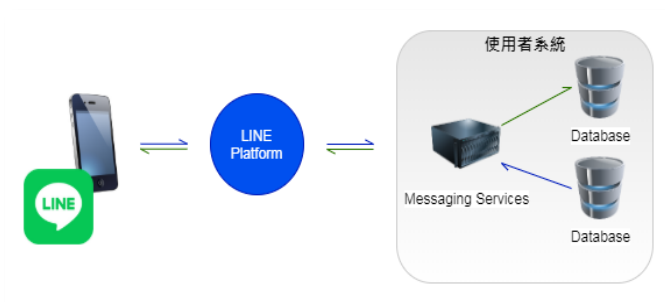 使用者系統
LINE
LINE
Platform
Messaging Services
Database
Database